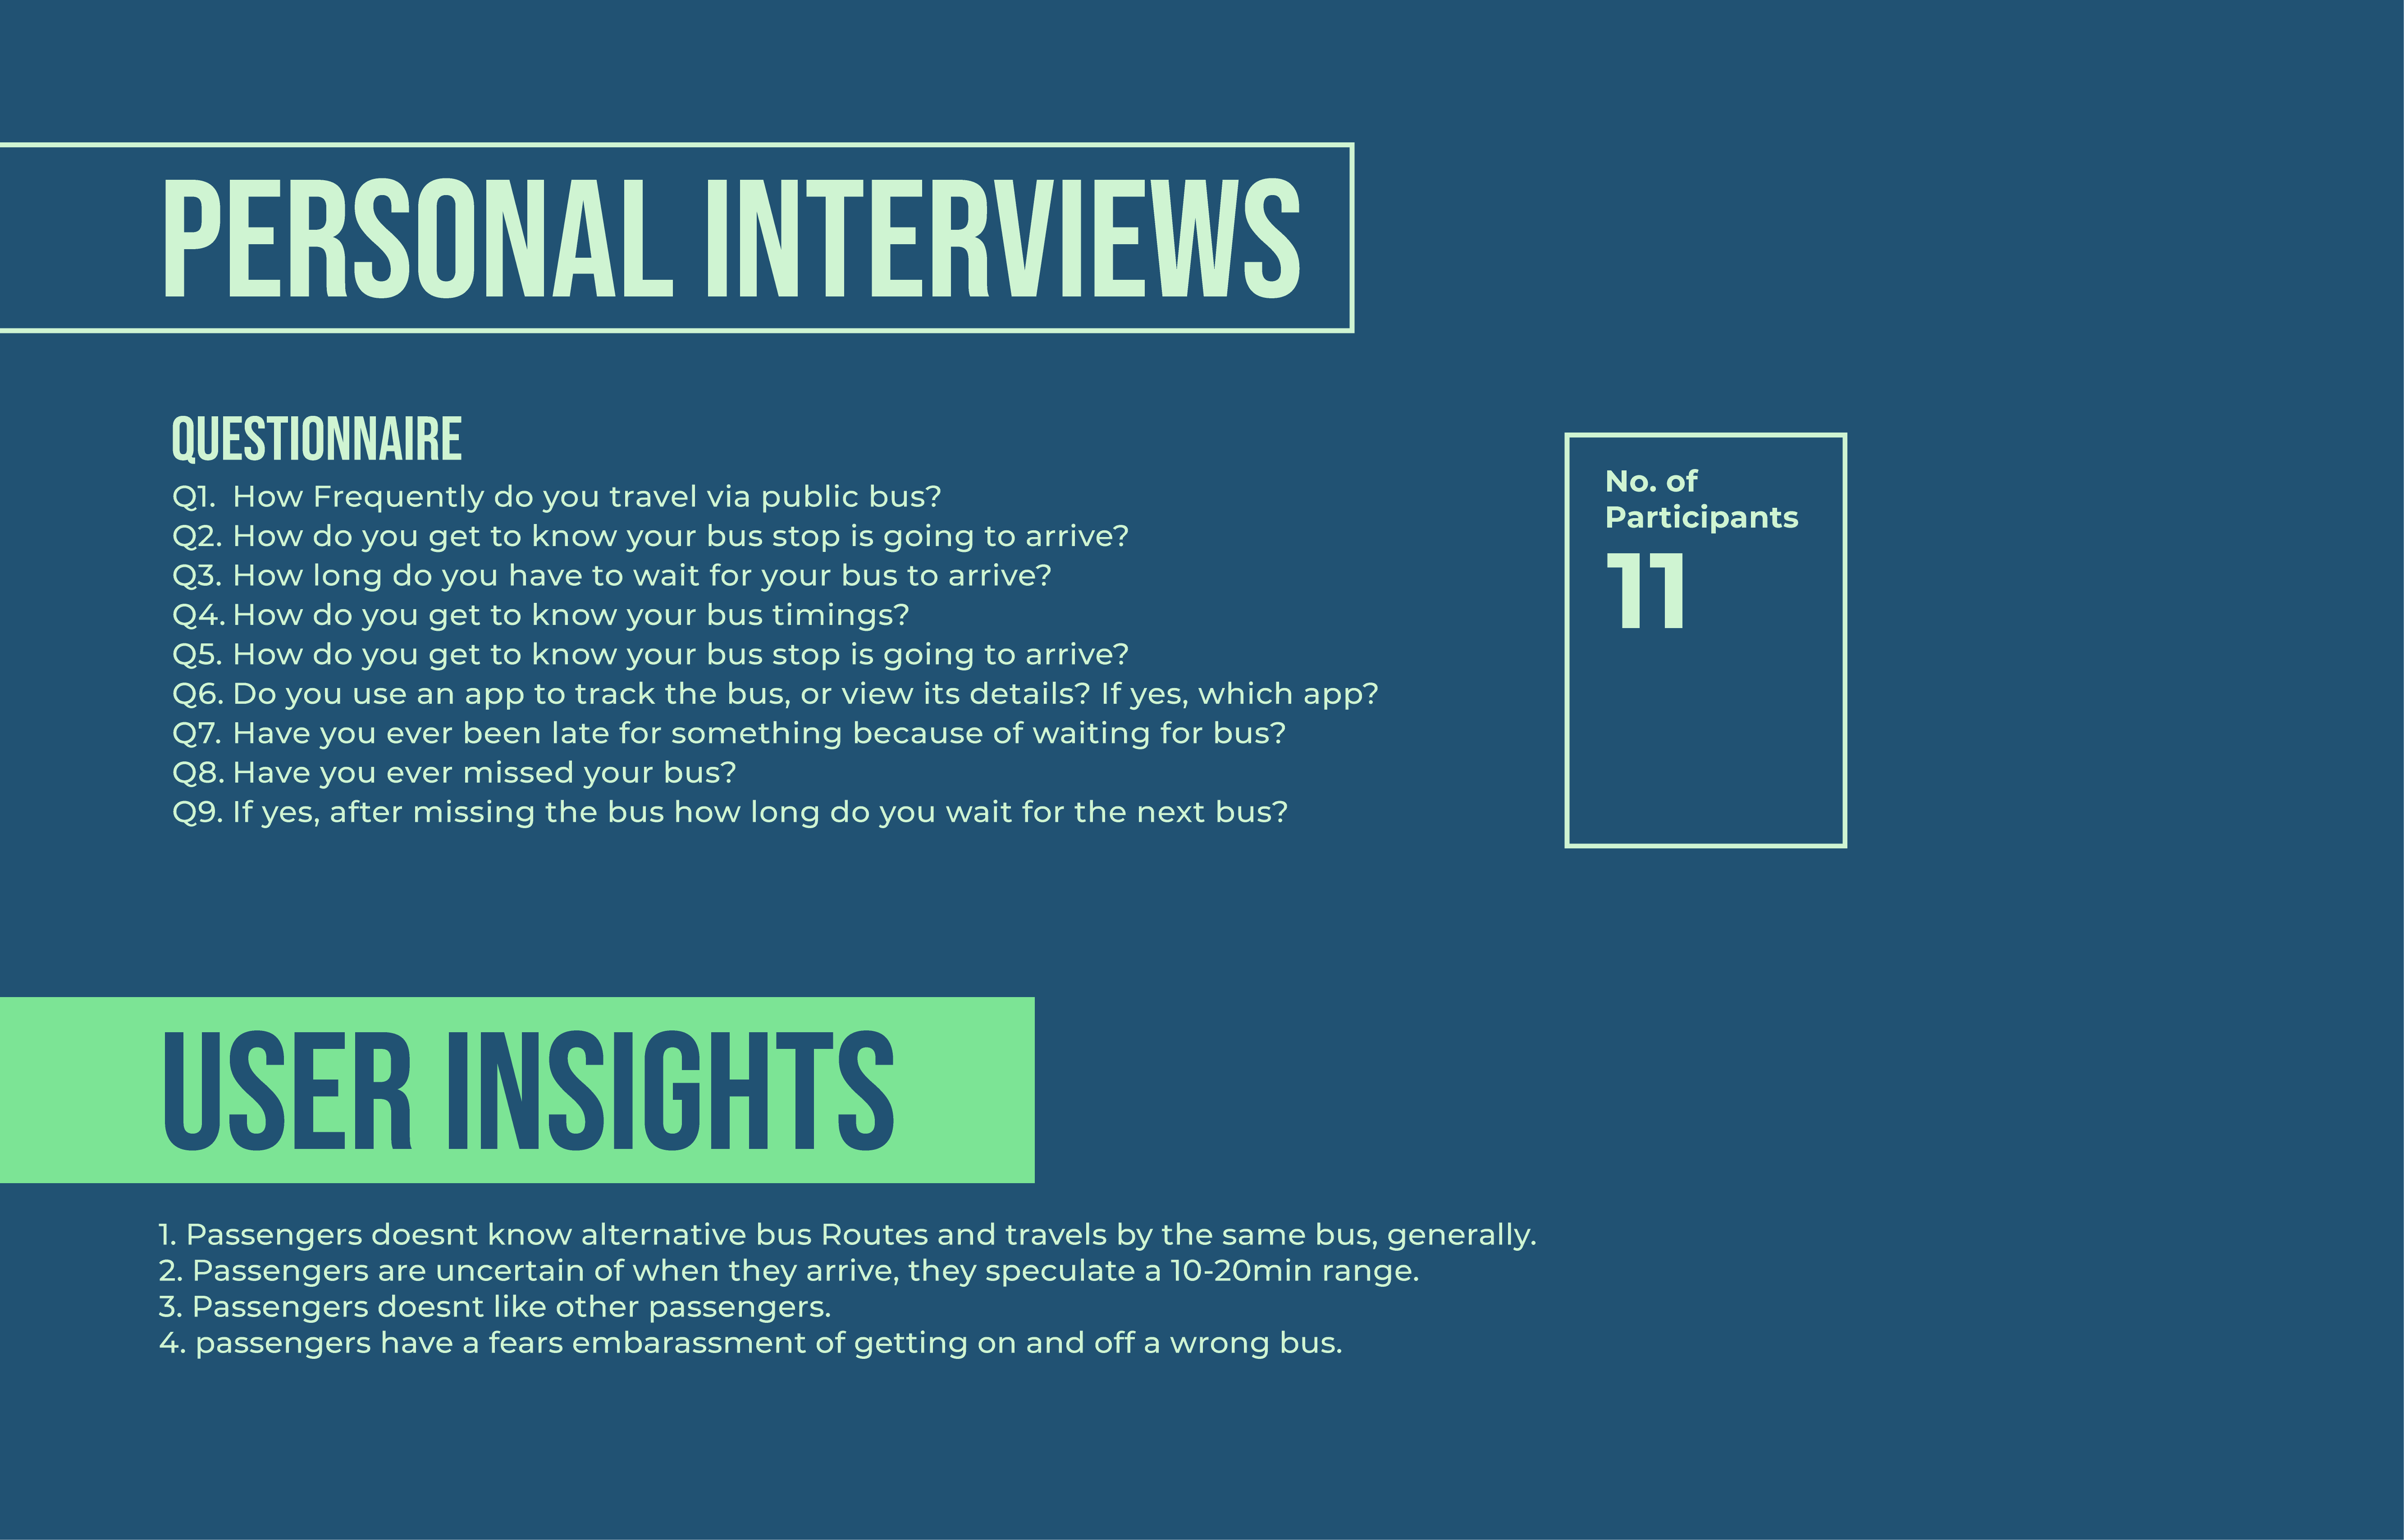 PERSONAL INTERVIEWS
QUESTIONNAIRE
Q1. How Frequently do you travel via public bus?
Q2. How do you get to know your bus stop is going to arrive?
Q3. How long do you have to wait for your bus to arrive?
Q4. How do you get to know your bus timings?
Q5. How do you get to know your bus stop is going to arrive?
Q6. Do you use an app to track the bus, or view its details? If yes, which app?
Q7. Have you ever been late for something because of waiting for bus?
Q8. Have you ever missed your bus?
Q9. If yes, after missing the bus how long do you wait for the next bus?
No. of
Participants
11
USER INSIGHTS
1. Passengers doesnt know alternative bus Routes and travels by the same bus, generally.
2. Passengers are uncertain of when they arrive, they speculate a 10-20min range.
3. Passengers doesnt like other passengers.
4. passengers have a fears embarassment of getting on and off a wrong bus.